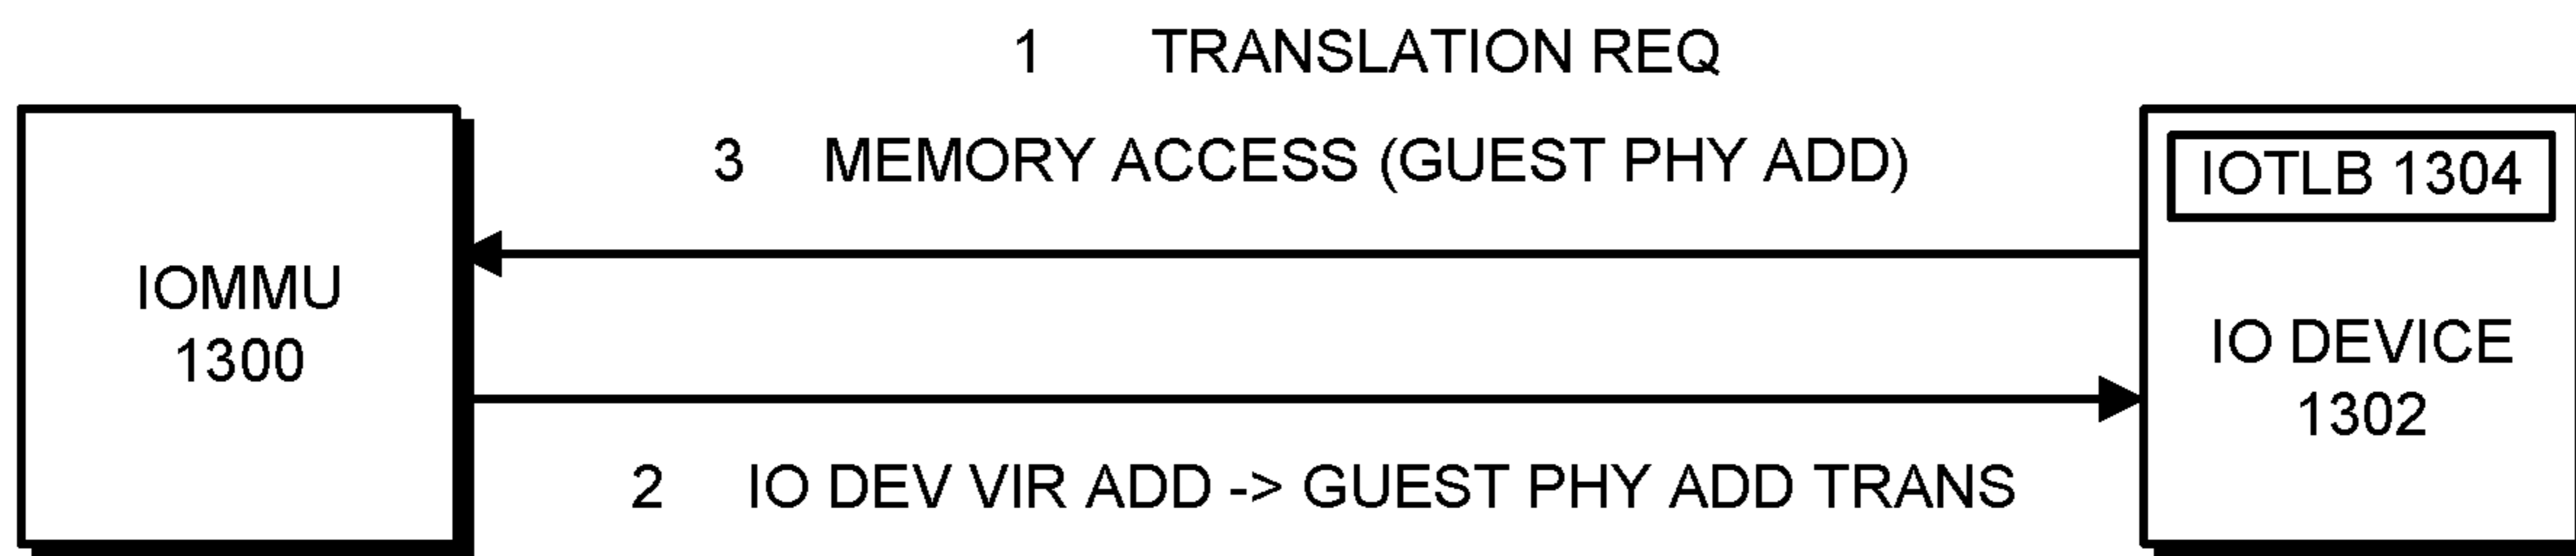 1 TRANSLATION REQ
3 MEMORY ACCESS (GUEST PHY ADD)
IOTLB 1304
IOMMU
1300
IO DEVICE
1302
2 IO DEV VIR ADD -> GUEST PHY ADD TRANS